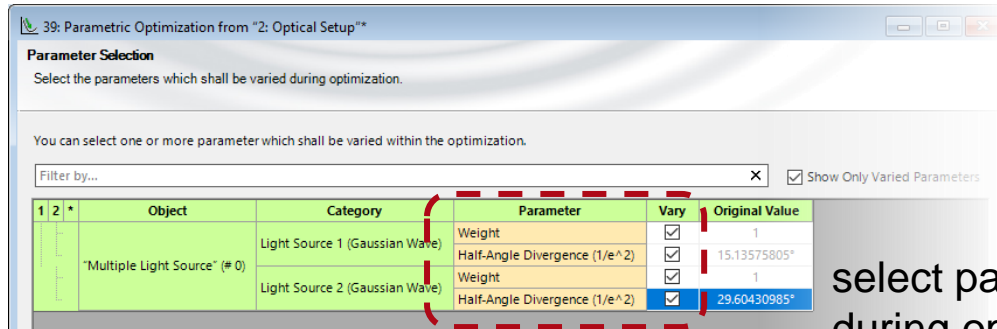 39: Parametric Optimization from "2: Optical Setup"*
Parameter Selection
Select the parameters which shall be varied during optimization.
You can select one or more parameter which shall be varied within the optimization.
Filter by...
Show Only Varied Parameters
1 2 * Object Category Parameter Vary Original Value
"Multiple Light Source" (# 0) Light Source 1 (Gaussian Wave) Weight 1
Half-Angle Divergence (1/e^2) 15.13575805°
Light Source 2 (Gaussian Wave) Weight 1
Half-Angle Divergence (1/e^2) 29.60430985°
select pa
during op